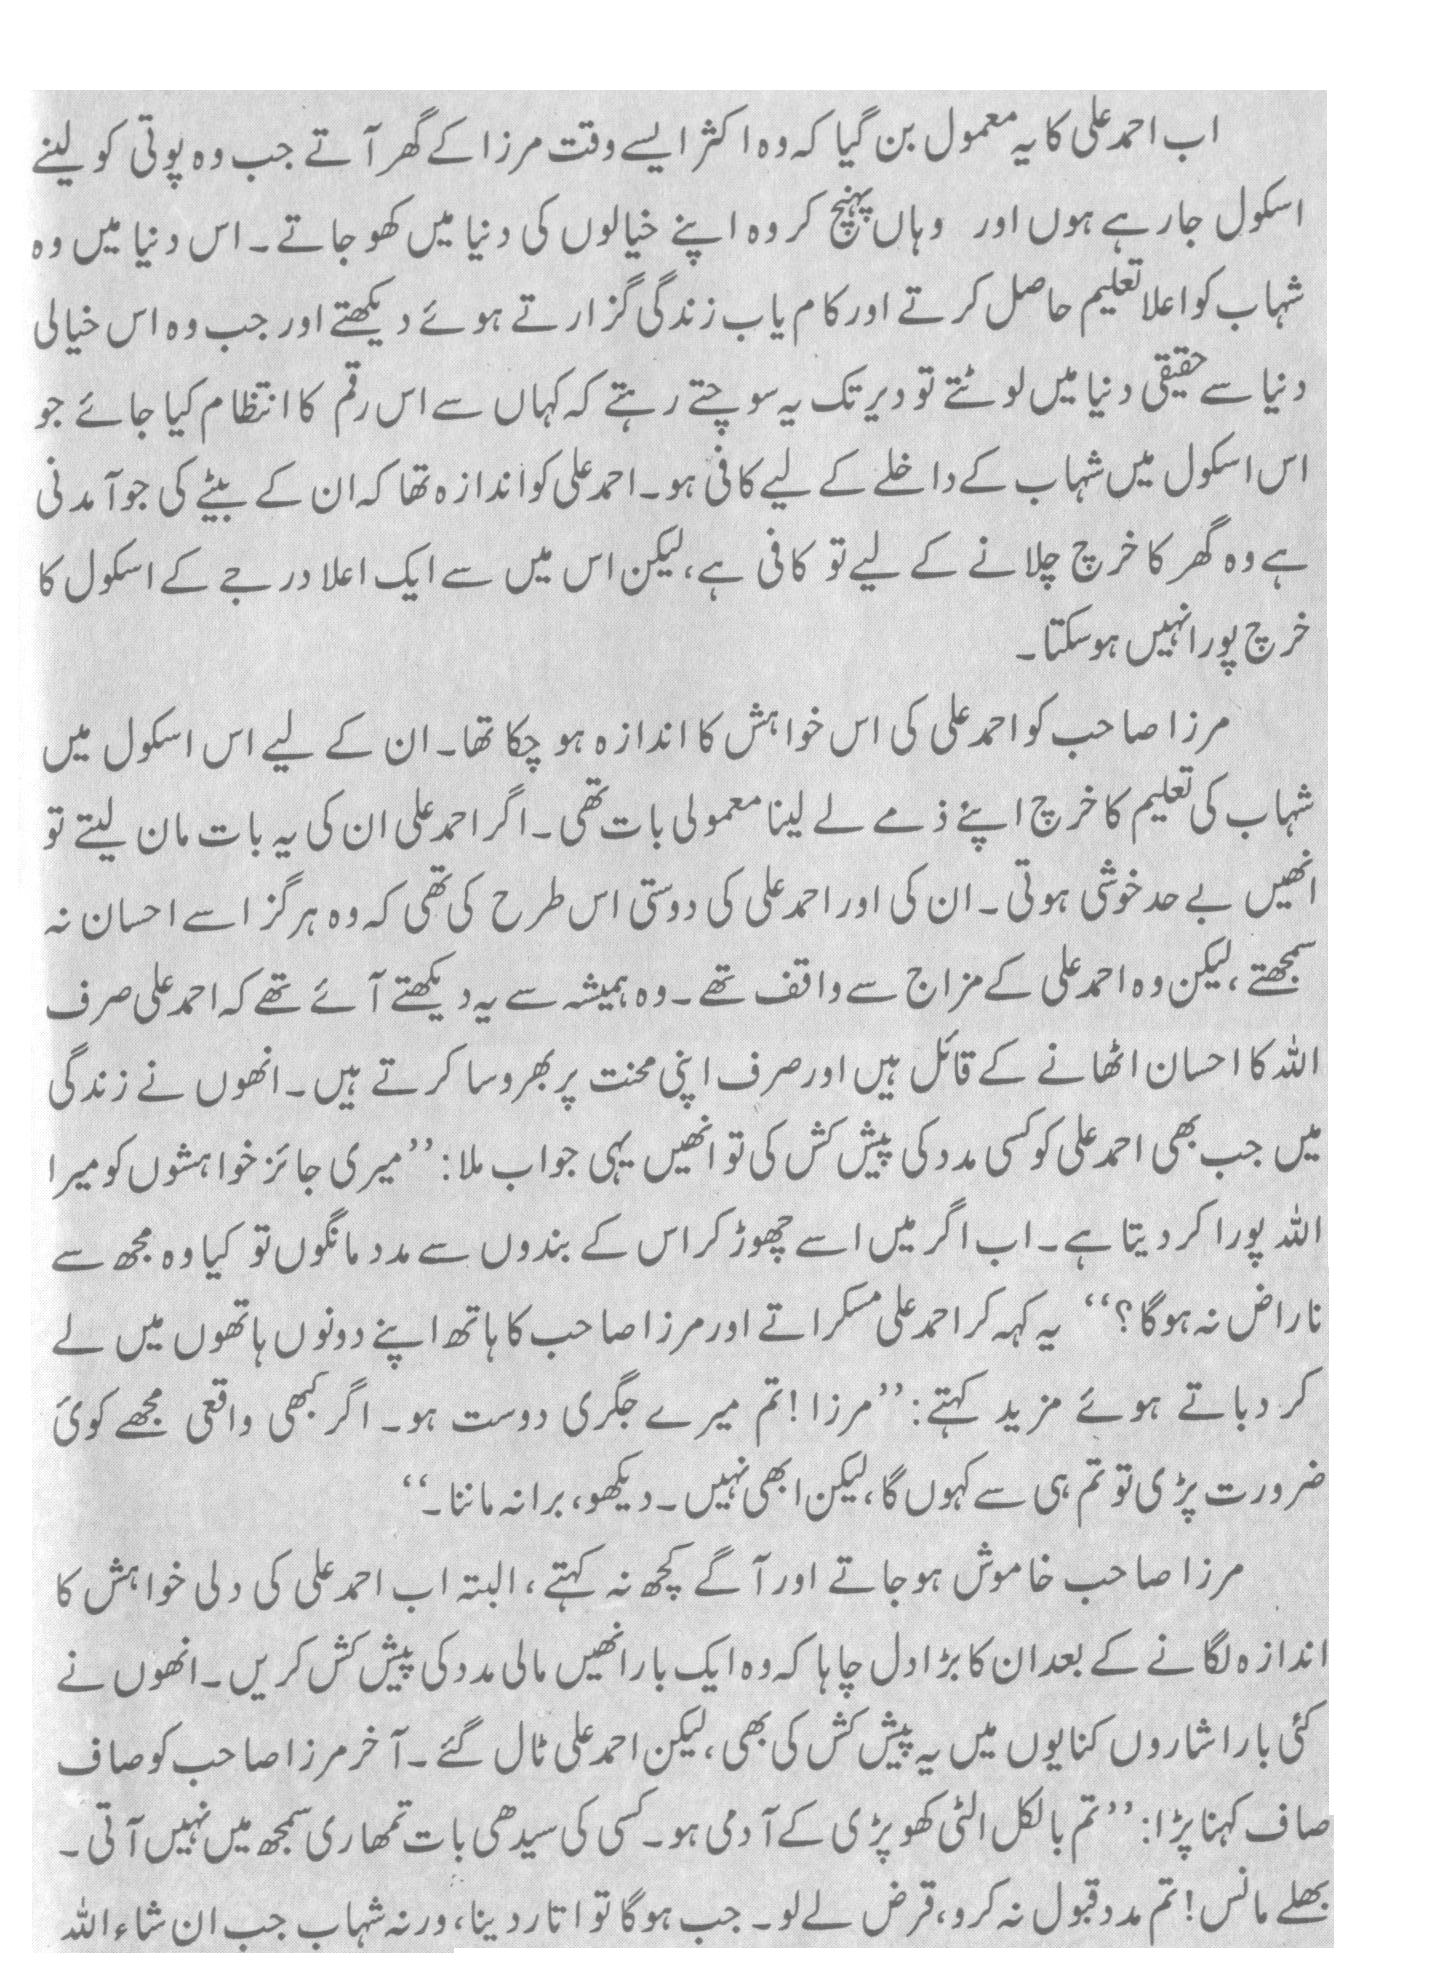 اب احمد علی کا یہ معمول بن گیا کہ وہ اکثر ایسے وقت مرزا کے گھر آتے جب وہ پوتی کو لینے
اسکول جارہے ہوں اور وہاں پہنچ کر وہ اپنے خیالوں کی دنیا میں کھو جاتے۔ اس دنیا میں وہ
شہاب کو اعلا تعلیم حاصل کرتے اور کام یاب زندگی گزارتے ہوئے دیکھتے اور جب وہ اس خیالی
دنیا سے حقیقی دنیا میں لوٹتے تو دیر تک یہ سوچتے رہتے کہ کہاں سے اس رقم کا انتظام کیا جائے جو
اس اسکول میں شہاب کے داخلے کے لیے کافی ہو۔ احمد علی کو اندازہ تھا کہ ان کے بیٹے کی جو آمدنی
ہے وہ گھر کا خرچ چلانے کے لیے تو کافی ہے، لیکن اس میں سے ایک اعلا درجے کے اسکول کا
خرچ پورا نہیں ہوسکتا۔
مرزا صاحب کو احمد علی کی اس خواہش کا اندازہ ہو چکا تھا۔ ان کے لیے اس اسکول میں
شہاب کی تعلیم کا خرچ اپنے ذمے لے لینا معمولی بات تھی۔ اگر احمد علی ان کی یہ بات مان لیتے تو
انھیں بے حد خوشی ہوتی۔ ان کی اور احمد علی کی دوستی اس طرح کی تھی کہ وہ ہرگز اسے احسان نہ
سمجھتے، لیکن وہ احمد علی کے مزاج سے واقف تھے۔ وہ ہمیشہ سے یہ دیکھتے آئے تھے کہ احمد علی صرف
اللہ کا احسان اٹھانے کے قائل ہیں اور صرف اپنی محنت پر بھروسا کرتے ہیں۔ انھوں نے زندگی
میں جب بھی احمد علی کو کسی مدد کی پیش کش کی تو انھیں یہی جواب ملا: ’’میری جائز خواہشوں کو میرا
اللہ پورا کر دیتا ہے۔ اب اگر میں اسے چھوڑ کر اس کے بندوں سے مدد مانگوں تو کیا وہ مجھ سے
ناراض نہ ہوگا؟‘‘ یہ کہہ کر احمد علی مسکراتے اور مرزا صاحب کا ہاتھ اپنے دونوں ہاتھوں میں لے
کر دباتے ہوئے مزید کہتے: ’’مرزا! تم میرے جگری دوست ہو۔ اگر کبھی واقعی مجھے کوئی
ضرورت پڑی تو تم ہی سے کہوں گا، لیکن ابھی نہیں۔ دیکھو، برا نہ ماننا۔‘‘
مرزا صاحب خاموش ہو جاتے اور آگے کچھ نہ کہتے، البتہ اب احمد علی کی دلی خواہش کا
اندازہ لگانے کے بعد ان کا بڑا دل چاہا کہ وہ ایک بار انھیں مالی مدد کی پیش کش کریں۔ انھوں نے
کئی بار اشاروں کنایوں میں یہ پیش کش کی بھی، لیکن احمد علی ٹال گئے۔ آخر مرزا صاحب کو صاف
صاف کہنا پڑا: ’’تم بالکل الٹی کھوپڑی کے آدمی ہو۔ کسی کی سیدھی بات تمھاری سمجھ میں نہیں آتی۔
بھلے مانس! تم مدد قبول نہ کرو، قرض لے لو۔ جب ہوگا تو اتار دینا، ورنہ شہاب جب ان شاء اللہ